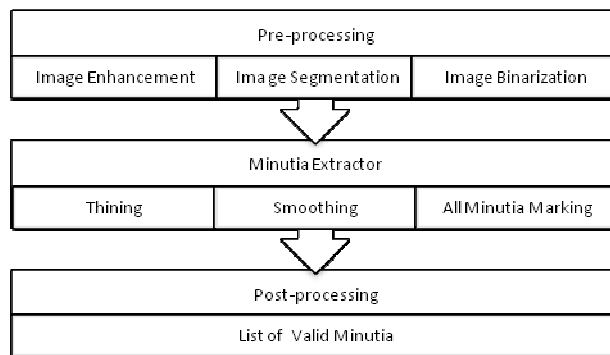 Pre-processing
Image Enhancement Image Segmentation Image Binarization
Minutia Extractor
Thining Smoothing All Minutia Marking
Post-processing
List of Valid Minutia